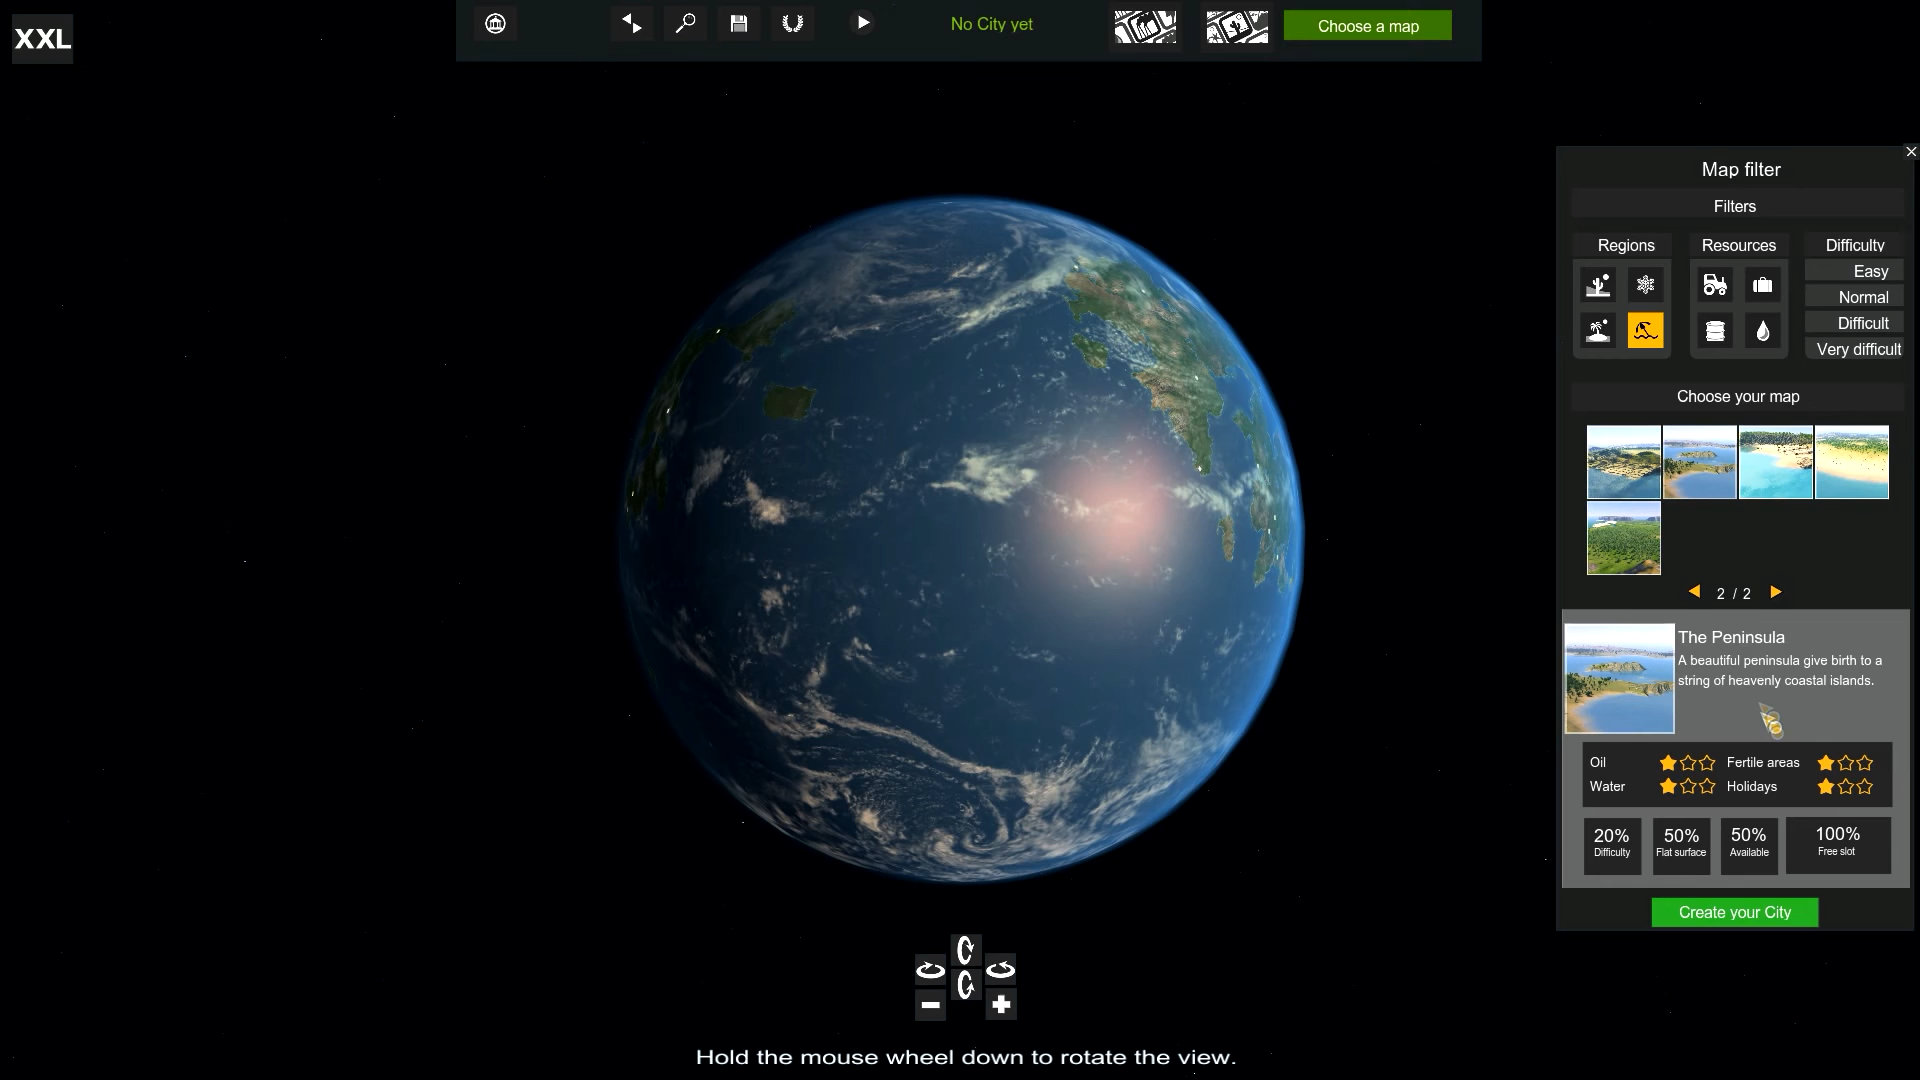 XXL
No City yet
Choose a map
Map filter
Filters
Regions
Resources
Difficulty
Easy
Normal
Difficult
Very difficult
Choose your map
2 / 2
The Peninsula
A beautiful peninsula give birth to a
string of heavenly coastal islands.
Oil
Fertile areas
Water
Holidays
20%
Difficulty
50%
Flat surface
50%
Available
100%
Free slot
Create your City
Hold the mouse wheel down to rotate the view.